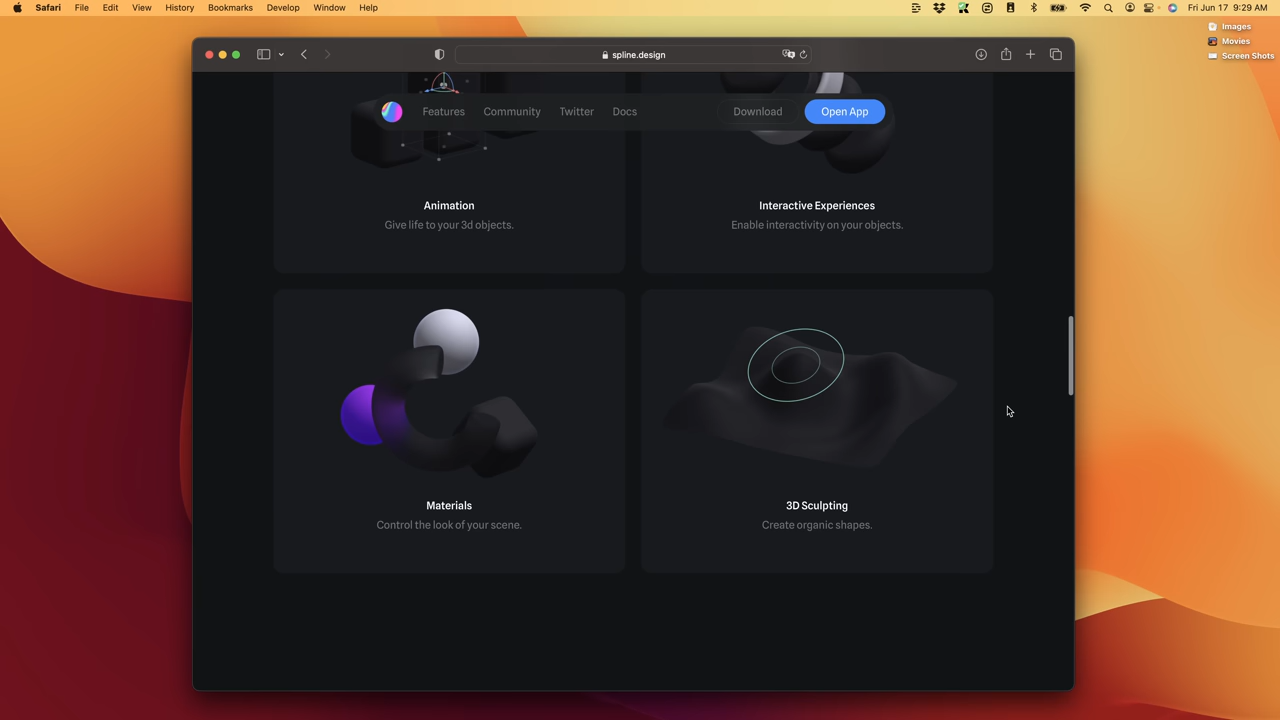 Safari File Edit View History Bookmarks Develop Window Help Fri Jun 17 9:29 AM
Images
Movies
Screen Shots
spline.design
Features Community Twitter Docs Download Open App
Animation
Give life to your 3d objects.
Interactive Experiences
Enable interactivity on your objects.
Materials
Control the look of your scene.
3D Sculpting
Create organic shapes.